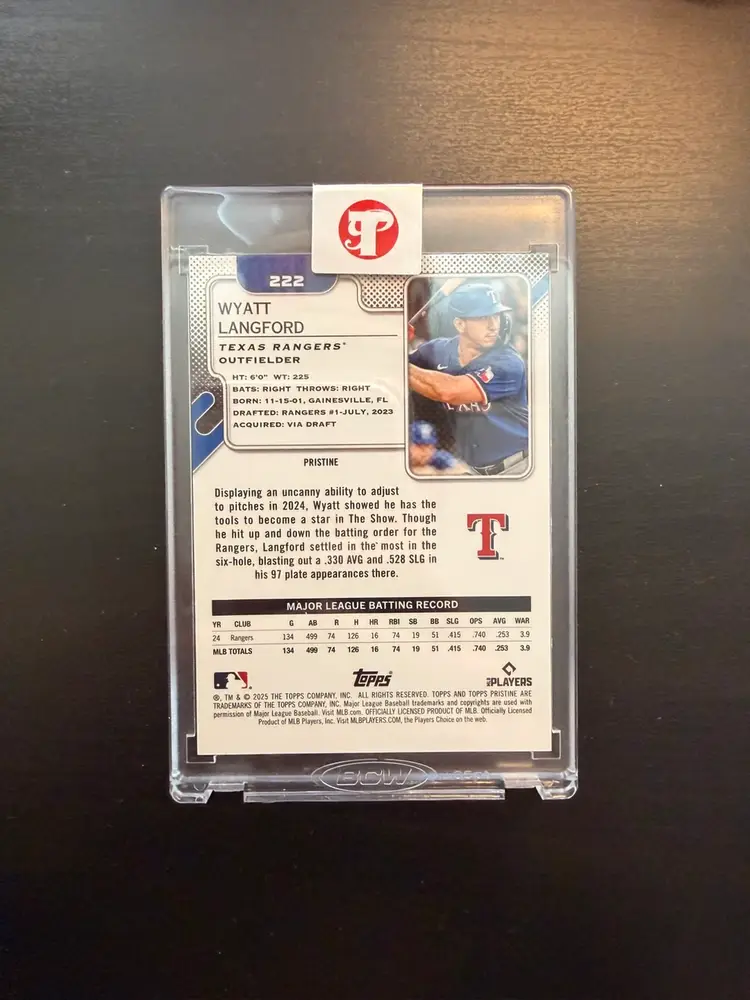 222
WYATT
LANGFORD
TEXAS RANGERS®
OUTFIELDER
HT: 6'0" WT: 225
BATS: RIGHT THROWS: RIGHT
BORN: 11-15-01, GAINESVILLE, FL
DRAFTED: RANGERS #1-JULY, 2023
ACQUIRED: VIA DRAFT
TEXAS
PRISTINE
Displaying an uncanny ability to adjust
to pitches in 2024, Wyatt showed he has the
tools to become a star in The Show. Though
he hit up and down the batting order for the
Rangers, Langford settled in the most in the
six-hole, blasting out a .330 AVG and .528 SLG in
his 97 plate appearances there.
T
MAJOR LEAGUE BATTING RECORD
YR CLUB G AB R H HR RBI SB BB SLG OPS AVG WAR
24 Rangers 134 499 74 126 16 74 19 51 .415 .740 .253 3.9
MLB TOTALS 134 499 74 126 16 74 19 51 .415 .740 .253 3.9
Topps
MLB PLAYERS
®, TM & © 2025 THE TOPPS COMPANY, INC. ALL RIGHTS RESERVED. TOPPS AND TOPPS PRISTINE ARE
TRADEMARKS OF THE TOPPS COMPANY, INC. Major League Baseball trademarks and copyrights are used with
permission of Major League Baseball. Visit MLB.com. OFFICIALLY LICENSED PRODUCT OF MLB. Officially Licensed
Product of MLB Players, Inc. Visit MLBPLAYERS.COM, the Players Choice on the web.
BCW